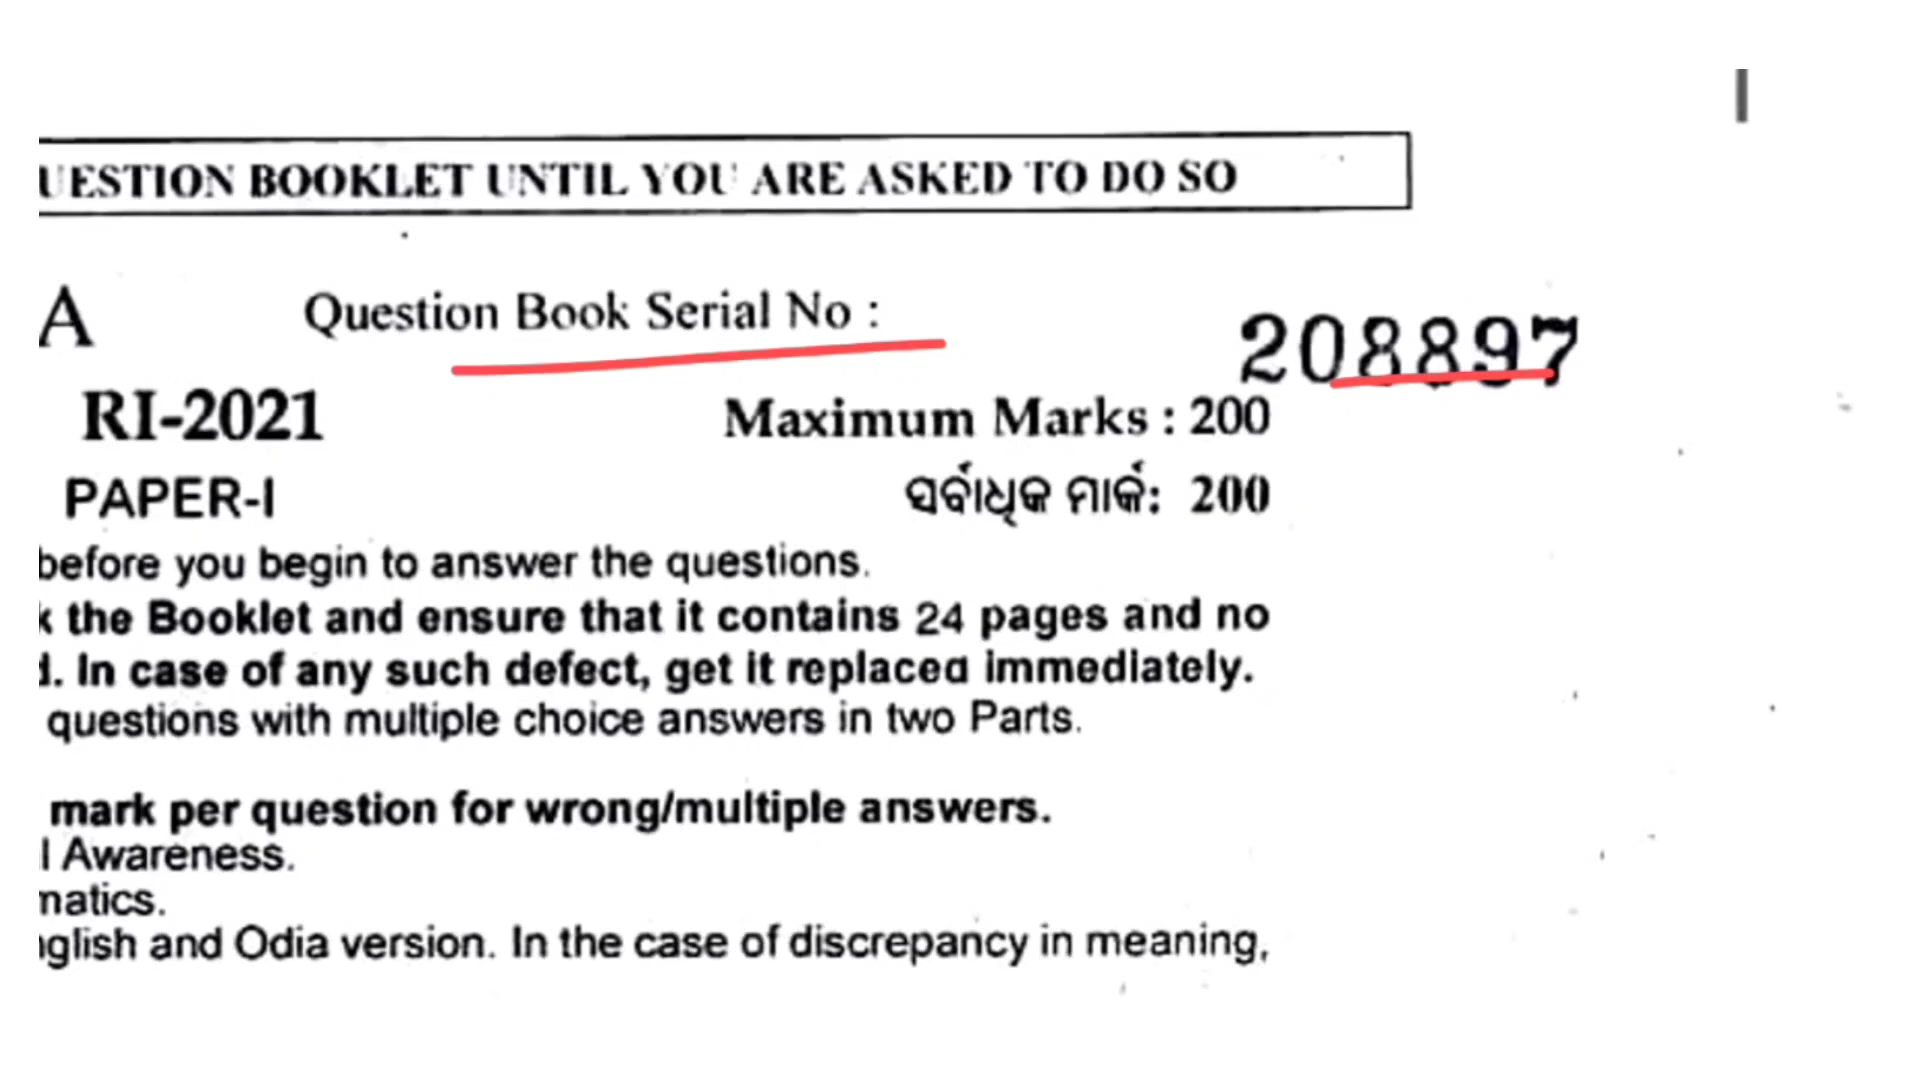 UESTION BOOKLET UNTIL YOU ARE ASKED TO DO SO
A Question Book Serial No : 208897
RI-2021 Maximum Marks : 200
PAPER-I ସର୍ବାଧିକ ମାର୍କ: 200
before you begin to answer the questions.
k the Booklet and ensure that it contains 24 pages and no
d. In case of any such defect, get it replaced immediately.
questions with multiple choice answers in two Parts.
mark per question for wrong/multiple answers.
l Awareness.
matics.
nglish and Odia version. In the case of discrepancy in meaning,